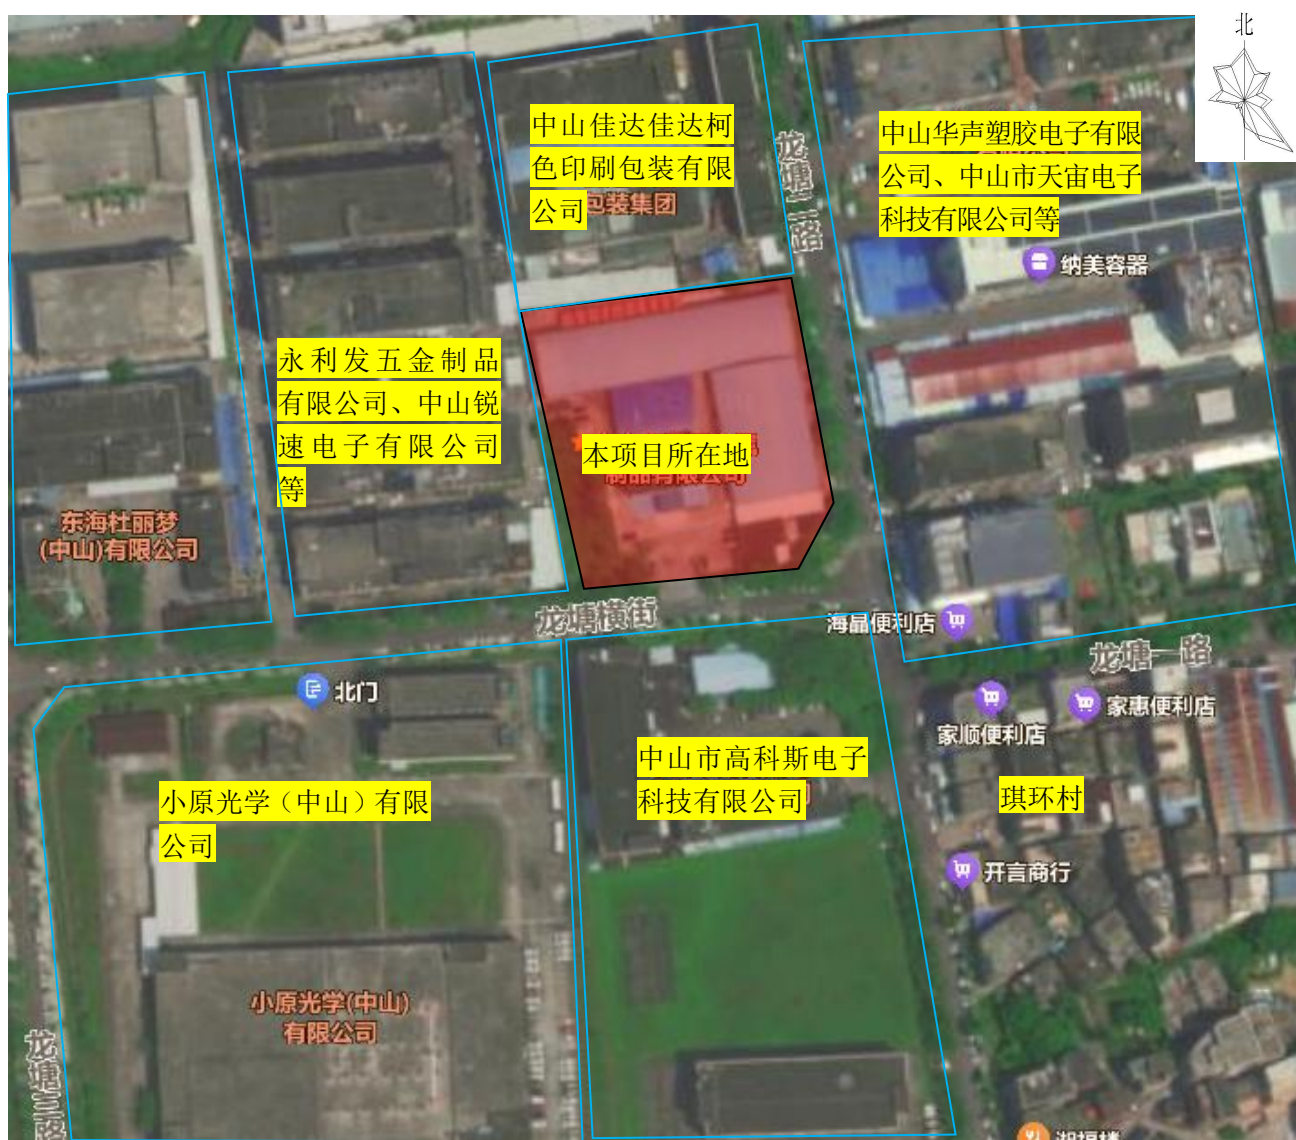 北
中山佳达佳达柯
色印刷包装有限
公司
包装集团
龙塘二路
中山华声塑胶电子有限
公司、中山市天宙电子
科技有限公司等
纳美容器
永利发五金制品
有限公司、中山锐
速电子有限公司
等
本项目所在地
制品有限公司
东海杜丽梦
(中山)有限公司
龙塘横街
海晶便利店
龙塘一路
北门
家惠便利店
家顺便利店
中山市高科斯电子
科技有限公司
琪环村
小原光学（中山）有限
公司
开言商行
小原光学(中山)
有限公司
龙塘三路